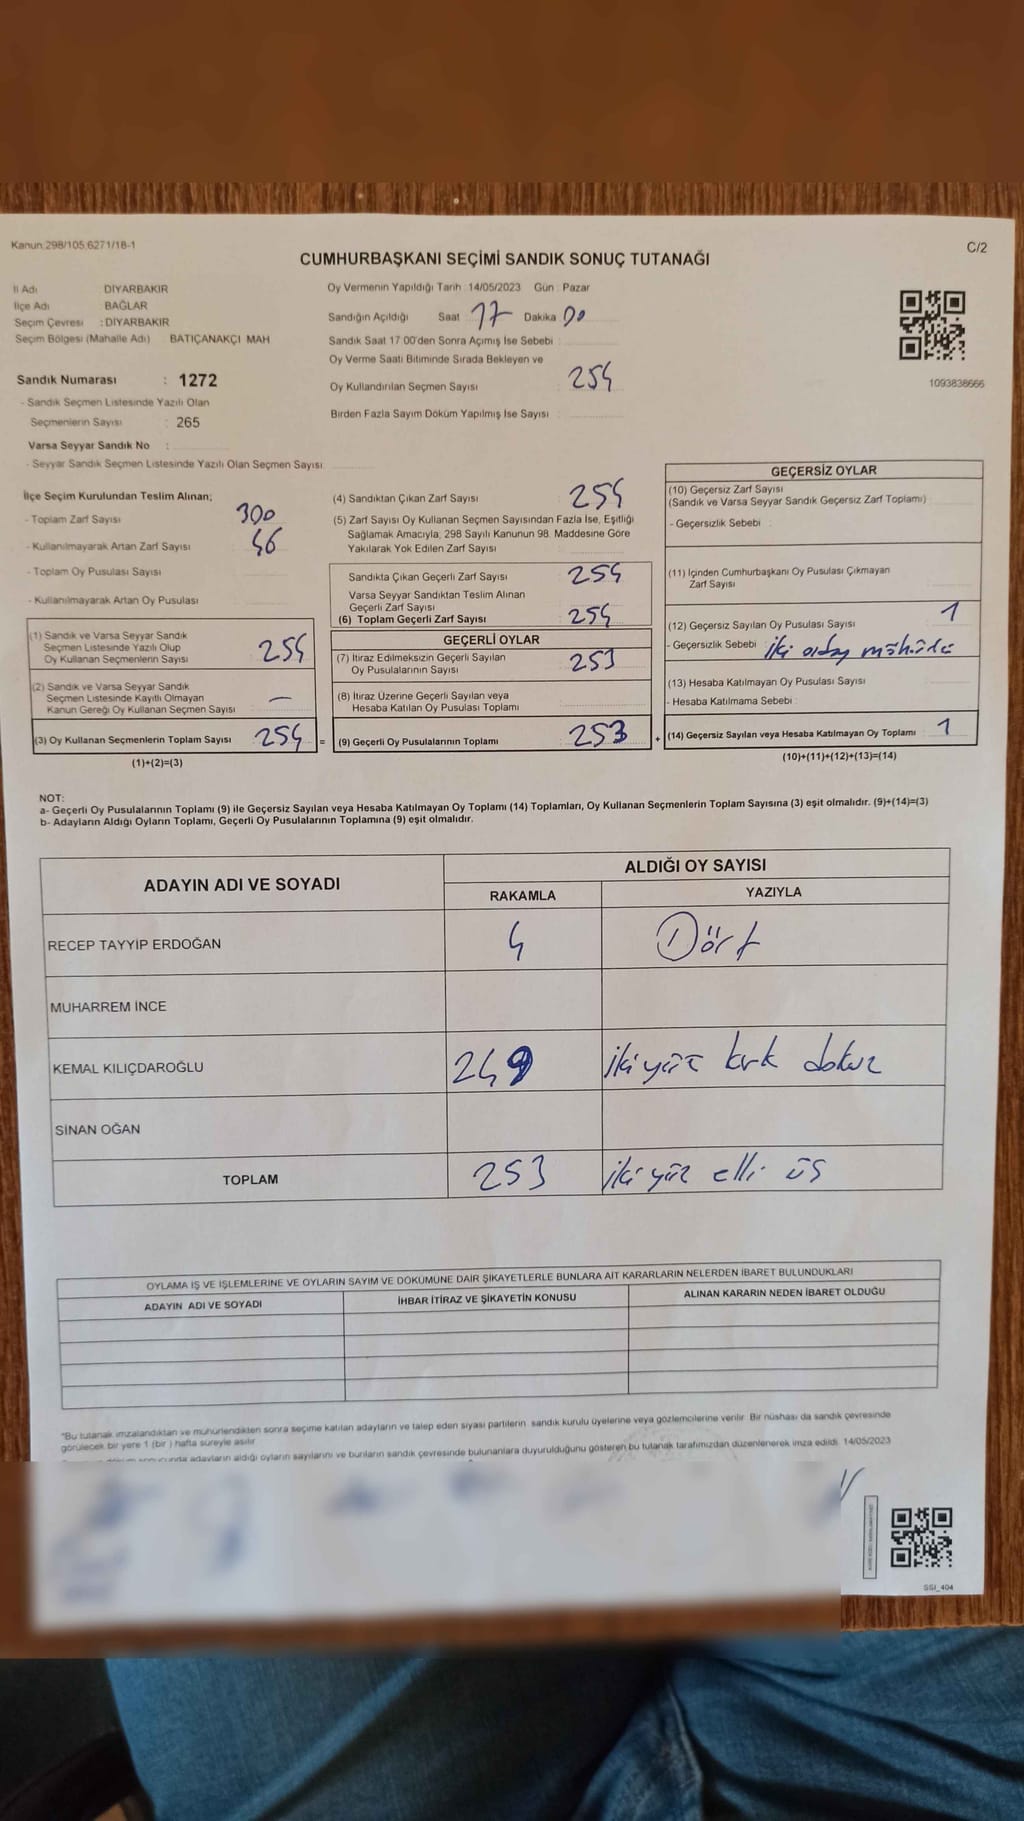 Kanun:298/105,6271/18-1
C/2
CUMHURBAŞKANI SEÇİMİ SANDIK SONUÇ TUTANAĞI
İl Adı DİYARBAKIR
İlçe Adı BAĞLAR
Seçim Çevresi : DİYARBAKIR
Seçim Bölgesi (Mahalle Adı) BATIÇANAKÇI MAH
Sandık Numarası : 1272
- Sandık Seçmen Listesinde Yazılı Olan
Seçmenlerin Sayısı : 265
Varsa Seyyar Sandık No :
- Seyyar Sandık Seçmen Listesinde Yazılı Olan Seçmen Sayısı
Oy Vermenin Yapıldığı Tarih : 14/05/2023 Gün : Pazar
Sandığın Açıldığı Saat 17 Dakika 00
Sandık Saat 17:00'den Sonra Açımış İse Sebebi :
Oy Verme Saati Bitiminde Sırada Bekleyen ve
Oy Kullandırılan Seçmen Sayısı 254
Birden Fazla Sayım Döküm Yapılmış İse Sayısı :
1093838666
İlçe Seçim Kurulundan Teslim Alınan;
- Toplam Zarf Sayısı 300
- Kullanılmayarak Artan Zarf Sayısı 46
- Toplam Oy Pusulası Sayısı
- Kullanılmayarak Artan Oy Pusulası
(1) Sandık ve Varsa Seyyar Sandık
Seçmen Listesinde Yazılı Olup
Oy Kullanan Seçmenlerin Sayısı 254
(2) Sandık ve Varsa Seyyar Sandık
Seçmen Listesinde Kayıtlı Olmayan
Kanun Gereği Oy Kullanan Seçmen Sayısı —
(3) Oy Kullanan Seçmenlerin Toplam Sayısı 254 =
(1)+(2)=(3)
(4) Sandıktan Çıkan Zarf Sayısı 254
(5) Zarf Sayısı Oy Kullanan Seçmen Sayısından Fazla İse, Eşitliği
Sağlamak Amacıyla, 298 Sayılı Kanunun 98. Maddesine Göre
Yakılarak Yok Edilen Zarf Sayısı
Sandıkta Çıkan Geçerli Zarf Sayısı 254
Varsa Seyyar Sandıktan Teslim Alınan
Geçerli Zarf Sayısı
(6) Toplam Geçerli Zarf Sayısı 254
GEÇERLİ OYLAR
(7) İtiraz Edilmeksizin Geçerli Sayılan
Oy Pusulalarının Sayısı 253
(8) İtiraz Üzerine Geçerli Sayılan veya
Hesaba Katılan Oy Pusulası Toplamı
(9) Geçerli Oy Pusulalarının Toplamı 253 +
GEÇERSİZ OYLAR
(10) Geçersiz Zarf Sayısı
(Sandık ve Varsa Seyyar Sandık Geçersiz Zarf Toplamı)
- Geçersizlik Sebebi :
(11) İçinden Cumhurbaşkanı Oy Pusulası Çıkmayan
Zarf Sayısı
(12) Geçersiz Sayılan Oy Pusulası Sayısı 1
- Geçersizlik Sebebi : iki aday
(13) Hesaba Katılmayan Oy Pusulası Sayısı
- Hesaba Katılmama Sebebi :
(14) Geçersiz Sayılan veya Hesaba Katılmayan Oy Toplamı 1
(10)+(11)+(12)+(13)=(14)
NOT:
a- Geçerli Oy Pusulalarının Toplamı (9) ile Geçersiz Sayılan veya Hesaba Katılmayan Oy Toplamı (14) Toplamları, Oy Kullanan Seçmenlerin Toplam Sayısına (3) eşit olmalıdır. (9)+(14)=(3)
b- Adayların Aldığı Oyların Toplamı, Geçerli Oy Pusulalarının Toplamına (9) eşit olmalıdır.
ADAYIN ADI VE SOYADI
ALDIĞI OY SAYISI
RAKAMLA YAZIYLA
RECEP TAYYİP ERDOĞAN 4 Dört
MUHARREM İNCE
KEMAL KILIÇDAROĞLU 249 iki yüz kırk dokuz
SİNAN OĞAN
TOPLAM 253 iki yüz elli üs
OYLAMA İŞ VE İŞLEMLERİNE VE OYLARIN SAYIM VE DÖKÜMÜNE DAİR ŞİKAYETLERLE BUNLARA AİT KARARLARIN NELERDEN İBARET BULUNDUKLARI
ADAYIN ADI VE SOYADI İHBAR İTİRAZ VE ŞİKAYETİN KONUSU ALINAN KARARIN NEDEN İBARET OLDUĞU
"Bu tutanak imzalandıktan ve mühürlendikten sonra seçime katılan adayların ve talep eden siyasi partilerin sandık kurulu üyelerine veya gözlemcilerine verilir. Bir nüshası da sandık çevresinde
görülecek bir yere 1 (bir ) hafta süreyle asılır
adayların aldığı oyların sayılarını ve bunların sandık çevresinde bulunanlara duyurulduğunu gösteren bu tutanak tarafımızdan düzenlenerek imza edildi. 14/05/2023
SSI_404